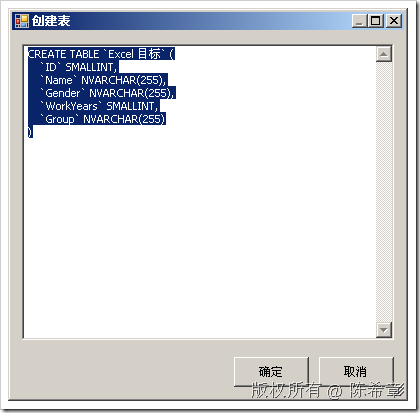 创建表
CREATE TABLE `Excel 目标` (
    `ID` SMALLINT,
    `Name` NVARCHAR(255),
    `Gender` NVARCHAR(255),
    `WorkYears` SMALLINT,
    `Group` NVARCHAR(255)
)
确定
取消
版权所有 @ 陈希章